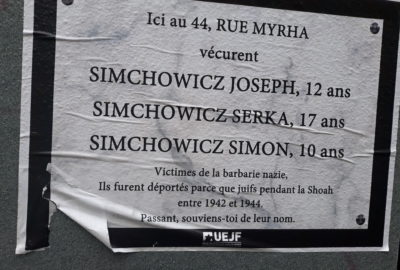 Ici au 44, RUE MYRHA
vécurent
SIMCHOWICZ JOSEPH, 12 ans
SIMCHOWICZ SERKA, 17 ans
SIMCHOWICZ SIMON, 10 ans
Victimes de la barbarie nazie,
Ils furent déportés parce que juifs pendant la Shoah
entre 1942 et 1944.
Passant, souviens-toi de leur nom.
UEJF